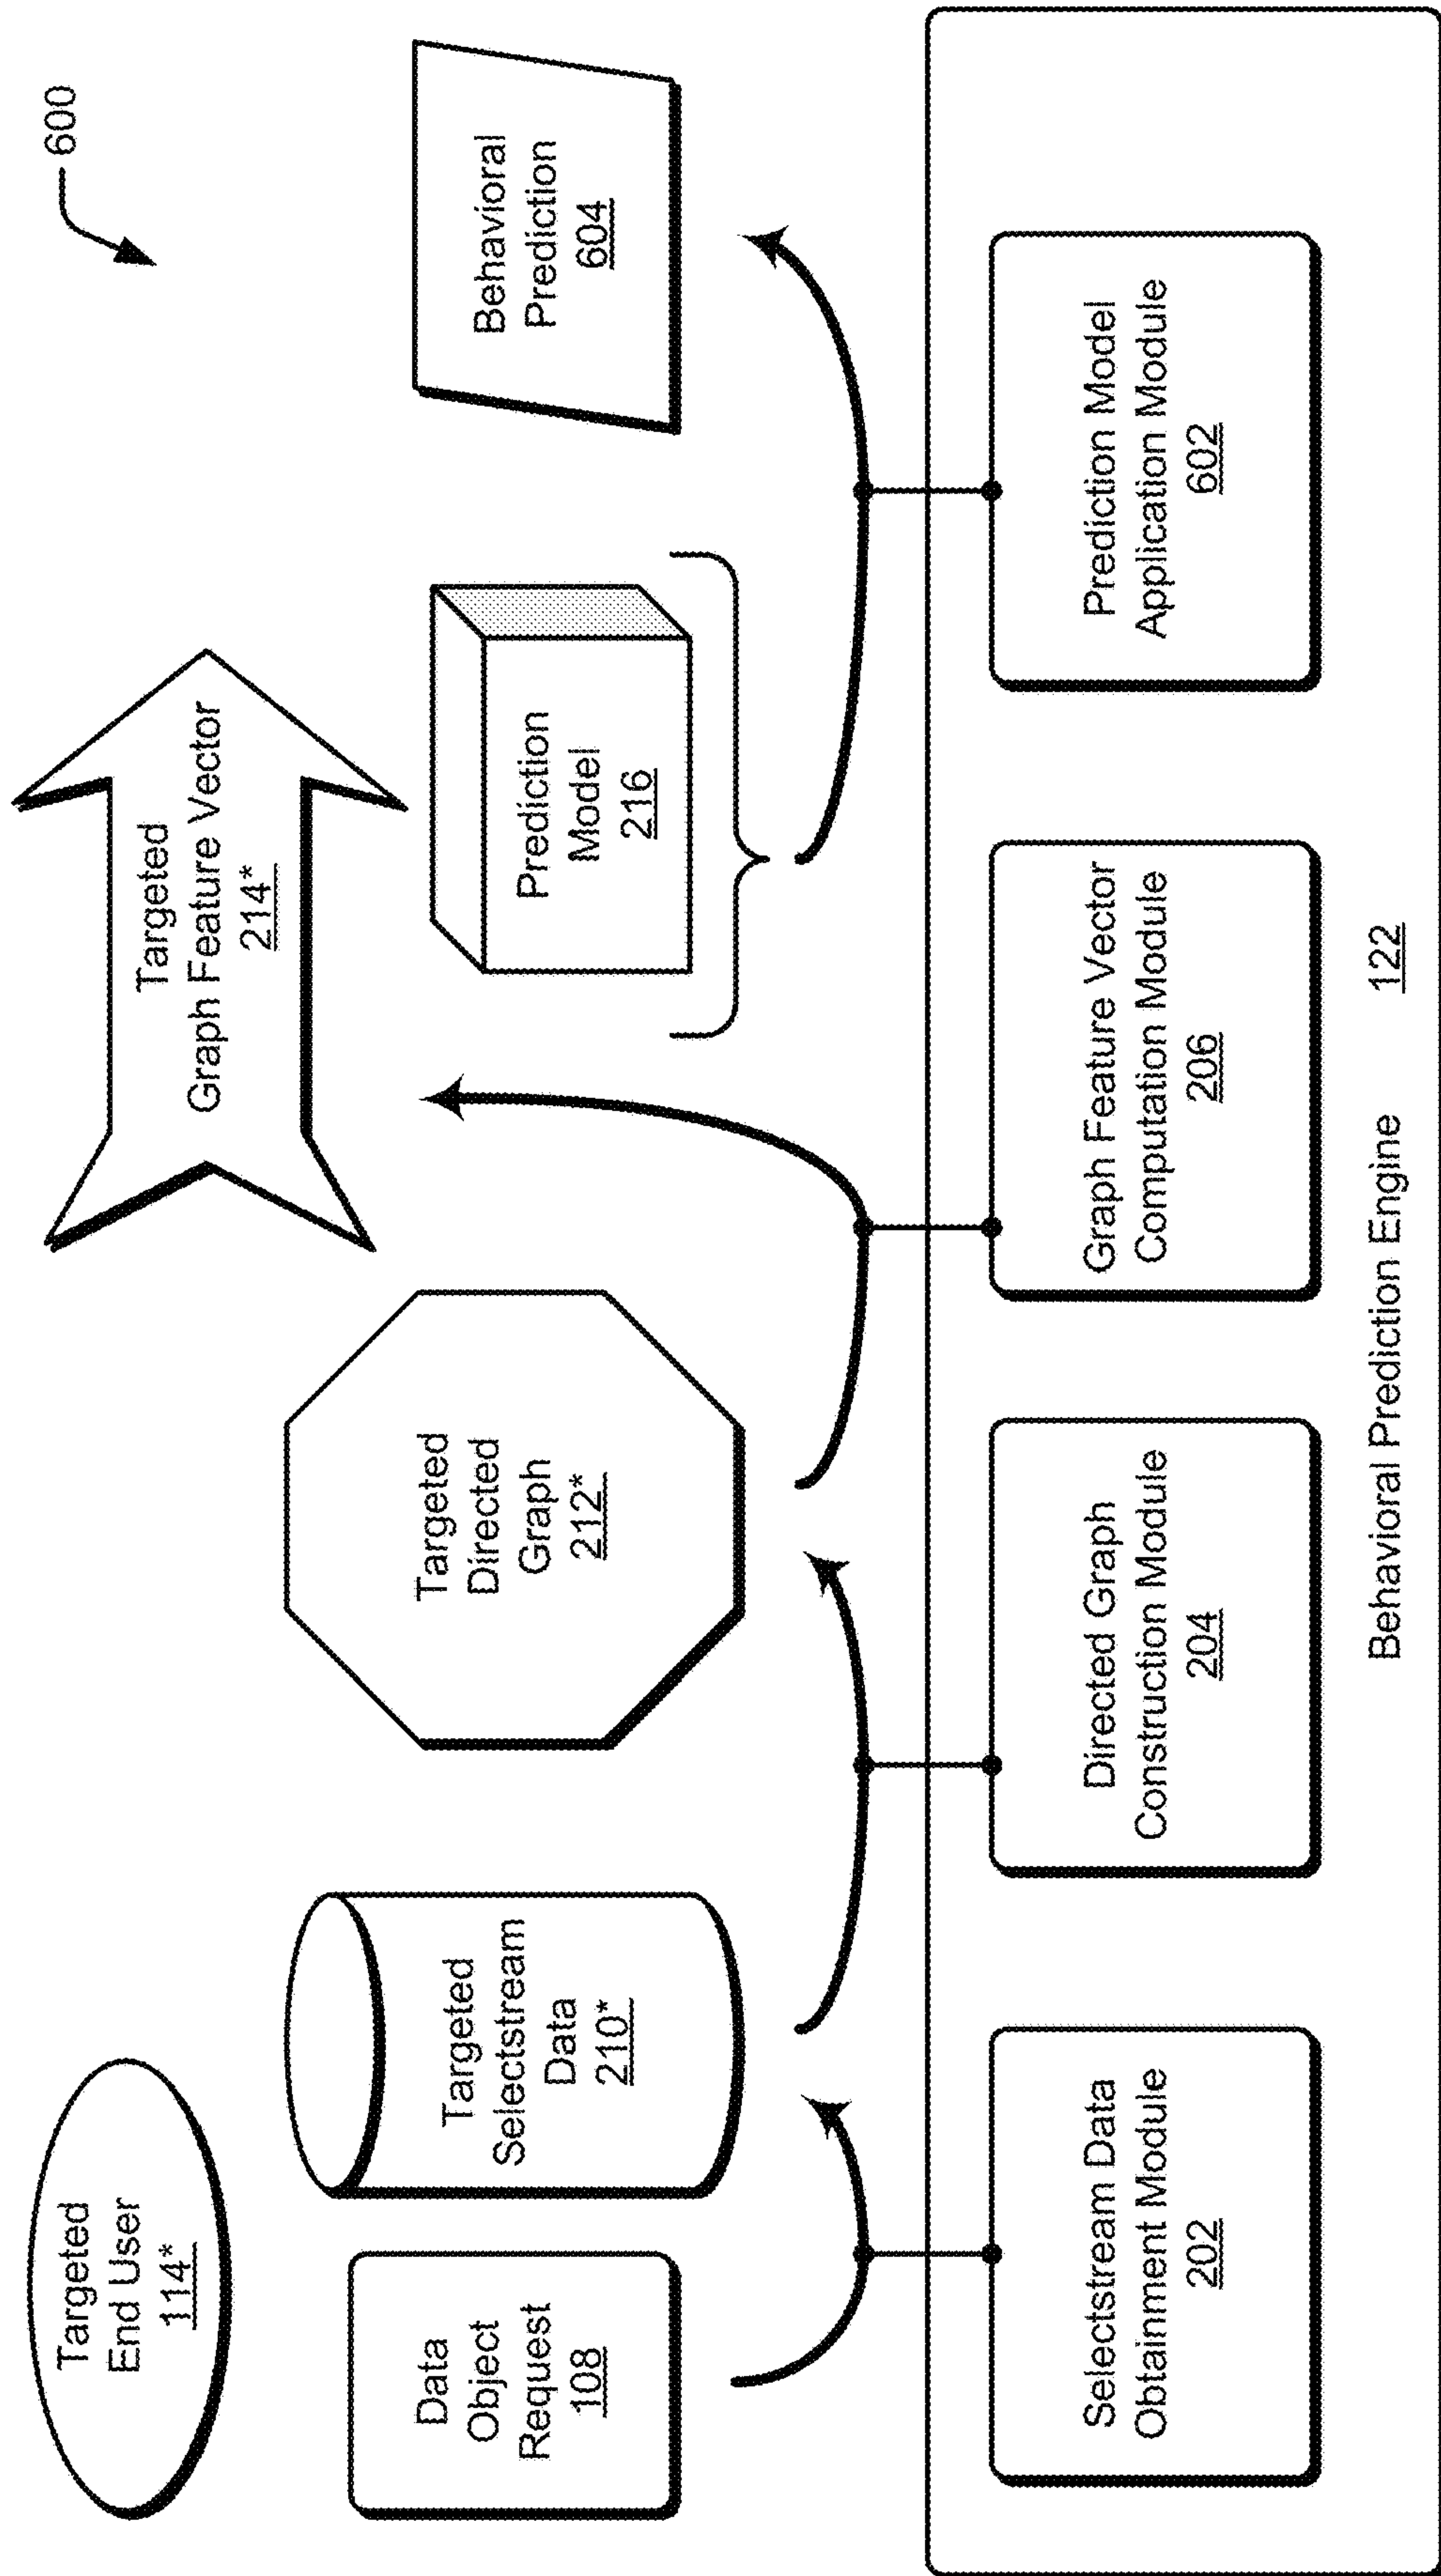 600
Targeted
End User
114*
Data
Object
Request
108
Targeted
Selectstream
Data
210*
Targeted
Directed
Graph
212*
Targeted
Graph Feature Vector
214*
Prediction
Model
216
Behavioral
Prediction
604
Selectstream Data
Obtainment Module
202
Directed Graph
Construction Module
204
Graph Feature Vector
Computation Module
206
Prediction Model
Application Module
602
Behavioral Prediction Engine 122